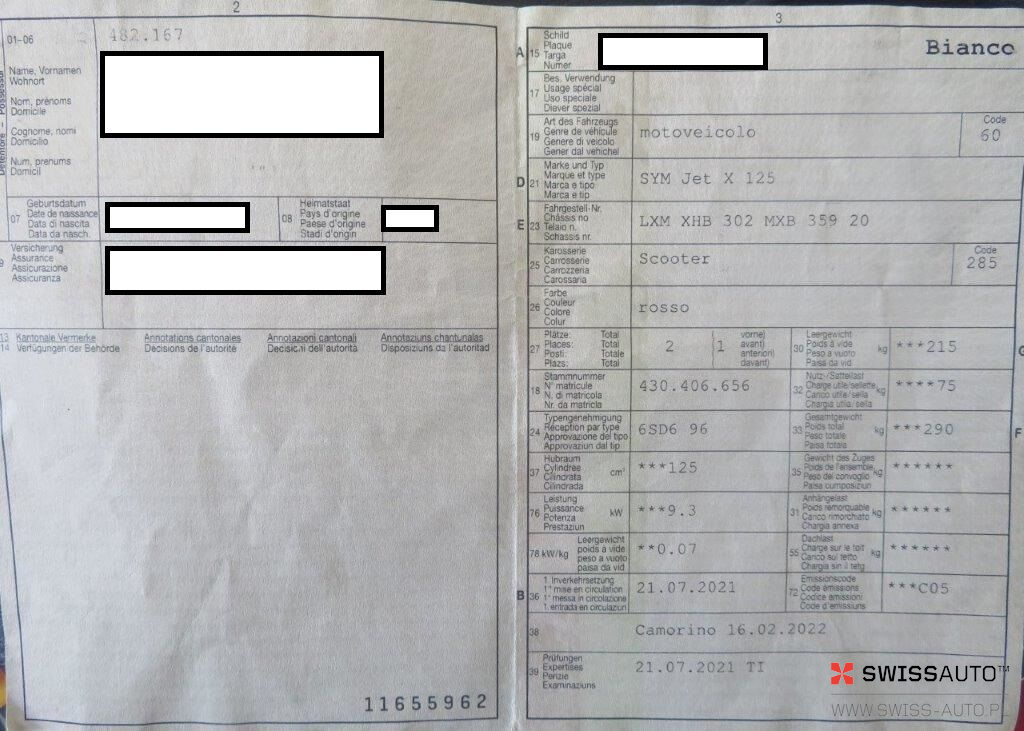 2
01-06
482.167
Name, Vornamen
Wohnort
Nom, prénoms
Domicile
Cognome, nomi
Domicilio
Num, prenums
Domicil
Detentore - Possessur
07
Geburtsdatum
Date de naissance
Data di nascita
Data da nasch.
08
Heimatstaat
Pays d'origine
Paese d'origine
Stadi d'origin
9
Versicherung
Assurance
Assicurazione
Assicuranza
13 Kantonale Vermerke Annotations cantonales Annotazioni cantonali Annotaziuns chantunalas
14 Verfügungen der Behörde Décisions de l'autorité Decisioni dell'autorità Disposiziuns da l'autoritad
11655962
3
A 15
Schild
Plaque
Targa
Numer
Bianco
17
Bes. Verwendung
Usage spécial
Uso speciale
Diever spezial
19
Art des Fahrzeugs
Genre de véhicule
Genere di veicolo
Gener dal vehichel
motoveicolo
Code
60
D 21
Marke und Typ
Marque et type
Marca e tipo
Marca e tip
SYM Jet X 125
E 23
Fahrgestell-Nr.
Châssis no
Telaio n.
Schassis nr.
LXM XHB 302 MXB 359 20
25
Karosserie
Carrosserie
Carrozzeria
Carossaria
Scooter
Code
285
26
Farbe
Couleur
Colore
Colur
rosso
27
Plätze: Total
Places: Total
Posti: Totale
Plazs: Total
2
1
vorne)
avant)
anteriori)
davant)
30
Leergewicht
Poids à vide
Peso a vuoto
Paisa da vid
kg
***215
G
18
Stammnummer
N° matricule
N. di matricola
Nr. da matricla
430.406.656
32
Nutz-/Sattellast
Charge utile/sellette
Carico utile/sella
Chargia utila/sella
kg
****75
24
Typengenehmigung
Réception par type
Approvazione del tipo
Approvaziun dal tip
6SD6 96
33
Gesamtgewicht
Poids total
Peso totale
Paisa totala
kg
***290
F
37
Hubraum
Cylindrée
Cilindrata
Cilindrada
cm³
***125
35
Gewicht des Zuges
Poids de l'ensemble
Peso del convoglio
Paisa cumposiziun
kg
******
76
Leistung
Puissance
Potenza
Prestaziun
kW
***9.3
31
Anhängelast
Poids remorquable
Carico rimorchiato
Chargia annexa
kg
******
78 kW/kg
Leergewicht
poids à vide
peso a vuoto
paisa da vid
**0.07
55
Dachlast
Charge sur le toit
Carico sul tetto
Chargia sin il tetg
kg
******
B 36
1. Inverkehrsetzung
1re mise en circulation
1a messa in circolazione
1. entrada en circulaziun
21.07.2021
72
Emissionscode
Code émissions
Codice emissioni
Code d'emissiuns
***C05
38
Camorino 16.02.2022
39
Prüfungen
Expertises
Perizie
Examinaziuns
21.07.2021 TI
SWISSAUTO™
WWW.SWISS-AUTO.PL